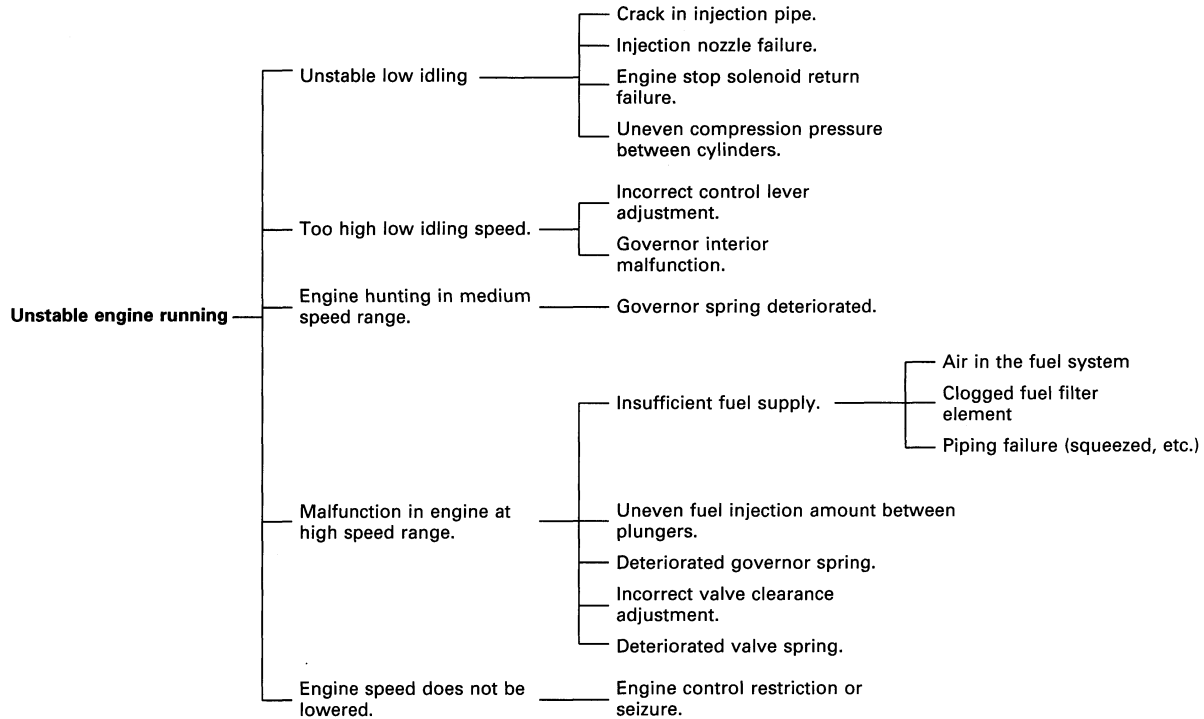 Unstable engine running
Unstable low idling
Crack in injection pipe.
Injection nozzle failure.
Engine stop solenoid return
failure.
Uneven compression pressure
between cylinders.
Too high low idling speed.
Incorrect control lever
adjustment.
Governor interior
malfunction.
Engine hunting in medium
speed range.
Governor spring deteriorated.
Malfunction in engine at
high speed range.
Insufficient fuel supply.
Air in the fuel system
Clogged fuel filter
element
Piping failure (squeezed, etc.)
Uneven fuel injection amount between
plungers.
Deteriorated governor spring.
Incorrect valve clearance
adjustment.
Deteriorated valve spring.
Engine speed does not be
lowered.
Engine control restriction or
seizure.